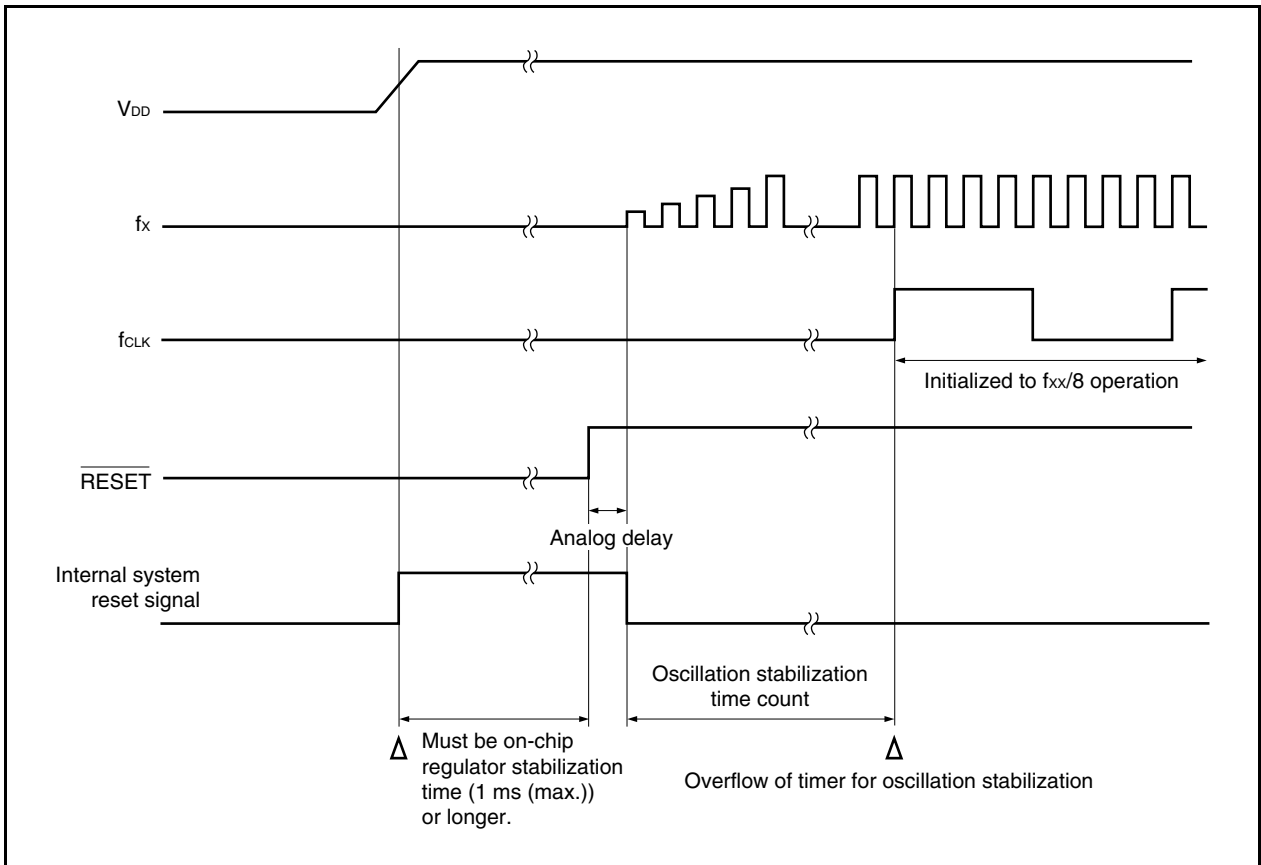 VDD
fX
fCLK
Initialized to fXX/8 operation
RESET
Analog delay
Internal system
reset signal
Oscillation stabilization
time count
Must be on-chip
regulator stabilization
time (1 ms (max.))
or longer.
Overflow of timer for oscillation stabilization